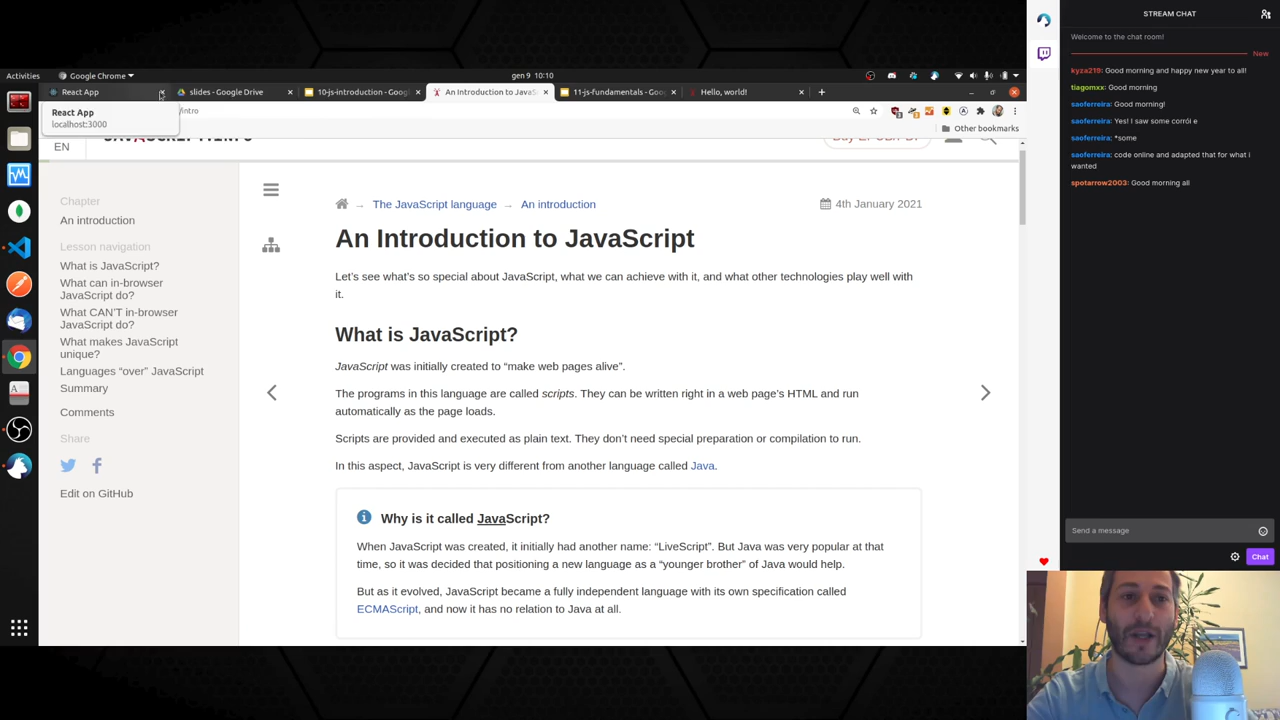 Activities
Google Chrome
gen 9 10:10
React App
slides - Google Drive
10-js-introduction - Goog
An Introduction to JavaS
11-js-fundamentals - Goo
Hello, world!
React App
localhost:3000
/intro
Other bookmarks
EN
Chapter
An introduction
Lesson navigation
What is JavaScript?
What can in-browser
JavaScript do?
What CAN'T in-browser
JavaScript do?
What makes JavaScript
unique?
Languages “over” JavaScript
Summary
Comments
Share
Edit on GitHub
→ The JavaScript language → An introduction
4th January 2021
An Introduction to JavaScript
Let’s see what’s so special about JavaScript, what we can achieve with it, and what other technologies play well with
it.
What is JavaScript?
JavaScript was initially created to “make web pages alive”.
The programs in this language are called scripts. They can be written right in a web page’s HTML and run
automatically as the page loads.
Scripts are provided and executed as plain text. They don’t need special preparation or compilation to run.
In this aspect, JavaScript is very different from another language called Java.
Why is it called JavaScript?
When JavaScript was created, it initially had another name: “LiveScript”. But Java was very popular at that
time, so it was decided that positioning a new language as a “younger brother” of Java would help.
But as it evolved, JavaScript became a fully independent language with its own specification called
ECMAScript, and now it has no relation to Java at all.
STREAM CHAT
Welcome to the chat room!
New
kyza219: Good morning and happy new year to all!
tiagomxx: Good morning
saoferreira: Good morning!
saoferreira: Yes! I saw some corrói e
saoferreira: *some
saoferreira: code online and adapted that for what I
wanted
spotarrow2003: Good morning all
Send a message
Chat